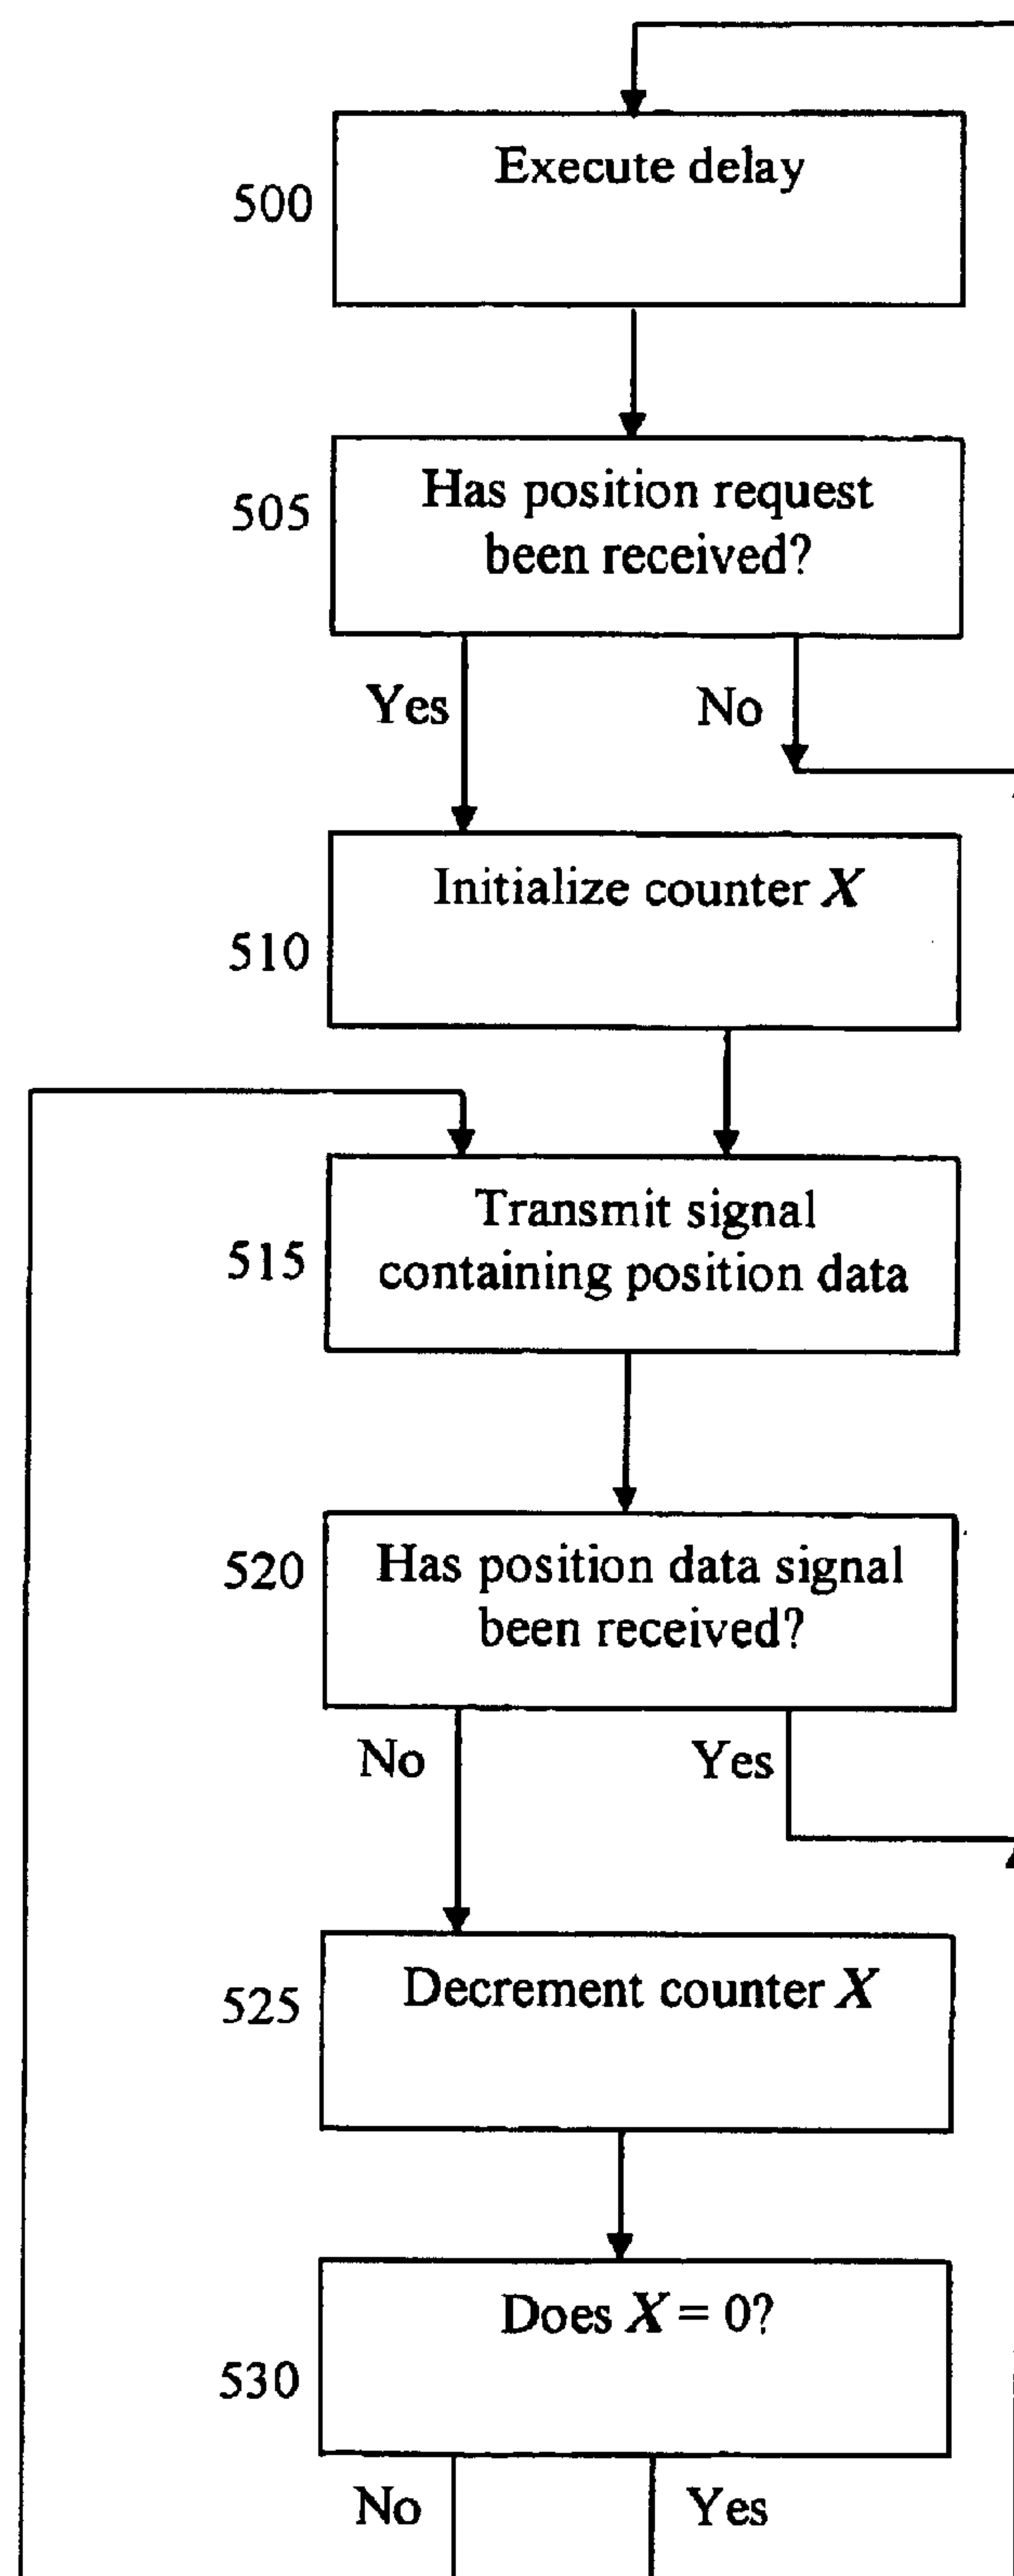 Execute delay
500
Has position request
505
been received?
Yes
No
Initialize counter X
510
Transmit signal
515
containing position data
520
Has position data signal
been received?
No
Yes
Decrement counter X
525
Does X = 0?
530
No
Yes